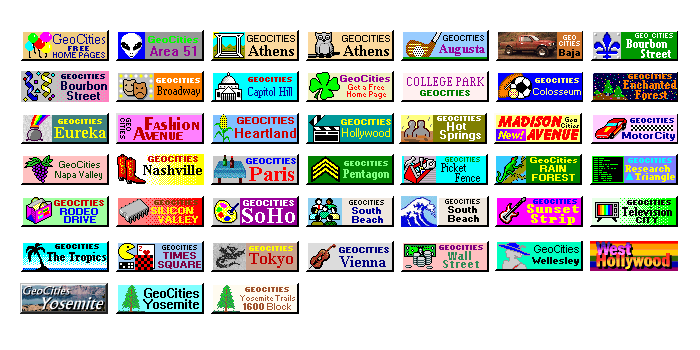 GeoCities
FREE
HOME PAGES
GeoCities
Area 51
GEOCITIES
Athens
GEOCITIES
Athens
GEOCITIES
Augusta
GEO
CITIES
Baja
GEOCITIES
Bourbon
Street
GEOCITIES
Bourbon
Street
GEOCITIES
Broadway
GEOCITIES
Capitol Hill
GeoCities
Get a Free
Home Page
COLLEGE PARK
GEOCITIES
GEOCITIES
Colosseum
GEOCITIES
Enchanted
Forest
GEOCITIES
Eureka
GEO
CITIES
FASHION
AVENUE
GEOCITIES
Heartland
GEOCITIES
Hollywood
GEOCITIES
Hot
Springs
MADISON Geo
Cities
New! AVENUE
GEOCITIES
MotorCity
GeoCities
Napa Valley
GEOCITIES
Nashville
GEOCITIES
Paris
GEOCITIES
Pentagon
GEOCITIES
Picket
Fence
GeoCities
RAIN
FOREST
GEOCITIES
Research
Triangle
GEOCITIES
RODEO
DRIVE
GEOCITIES
SILICON
VALLEY
GEOCITIES
SoHo
GEOCITIES
South
Beach
GEOCITIES
South
Beach
GEOCITIES
Sunset
Strip
GEOCITIES
Television
CITY
GEOCITIES
The Tropics
GEOCITIES
TIMES
SQUARE
GEOCITIES
Tokyo
GEOCITIES
Vienna
GEOCITIES
Wall
Street
GeoCities
Wellesley
West
Hollywood
GeoCities
Yosemite
GeoCities
Yosemite
GEOCITIES
Yosemite Trails
1600 Block